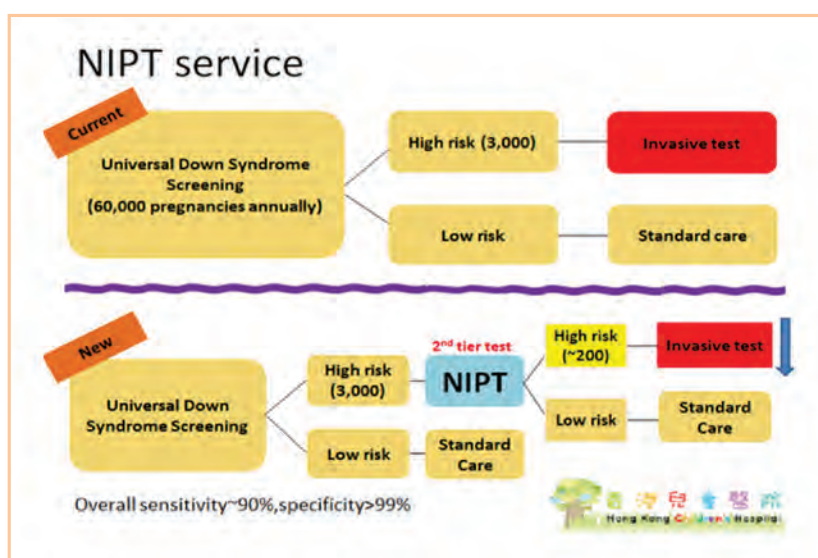 NIPT service
Current
Universal Down Syndrome
Screening
(60,000 pregnancies annually)
High risk (3,000)
Invasive test
Low risk
Standard care
New
Universal Down
Syndrome Screening
High risk
(3,000)
Low risk
2nd tier test
NIPT
Standard
Care
High risk
(~200)
Invasive test
Low risk
Standard
Care
Overall sensitivity~90%,specificity>99%
香港兒童醫院
Hong Kong Children's Hospital